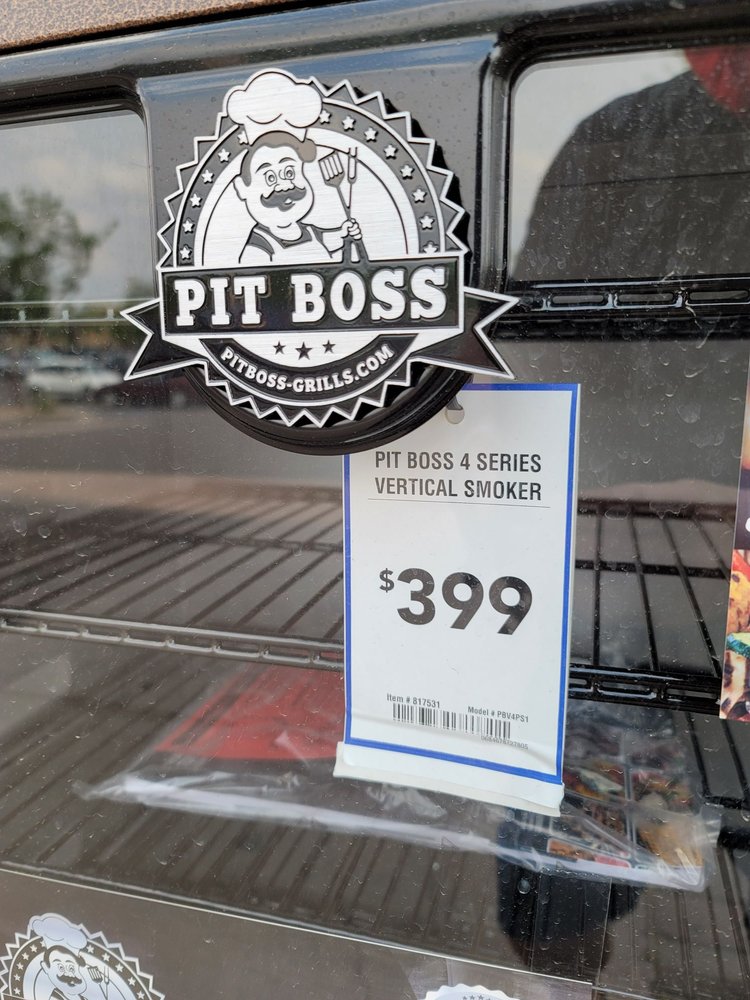 PIT BOSS
PITBOSS-GRILLS.COM
PIT BOSS 4 SERIES
VERTICAL SMOKER
$399
Item # 817531 Model # PBV4PS1